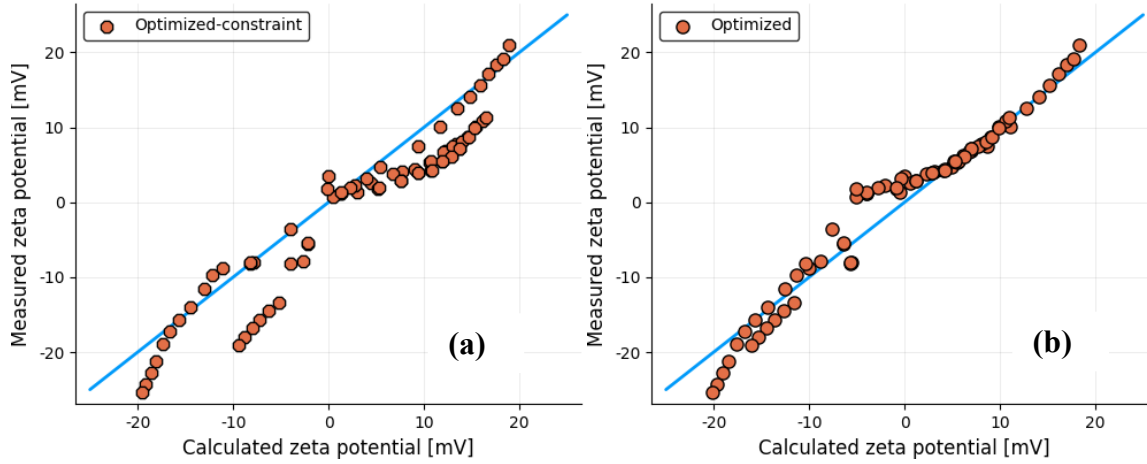 Optimized-constraint
Measured zeta potential [mV]
20
10
0
-10
-20
(a)
-20 -10 0 10 20
Calculated zeta potential [mV]
Optimized
Measured zeta potential [mV]
20
10
0
-10
-20
(b)
-20 -10 0 10 20
Calculated zeta potential [mV]